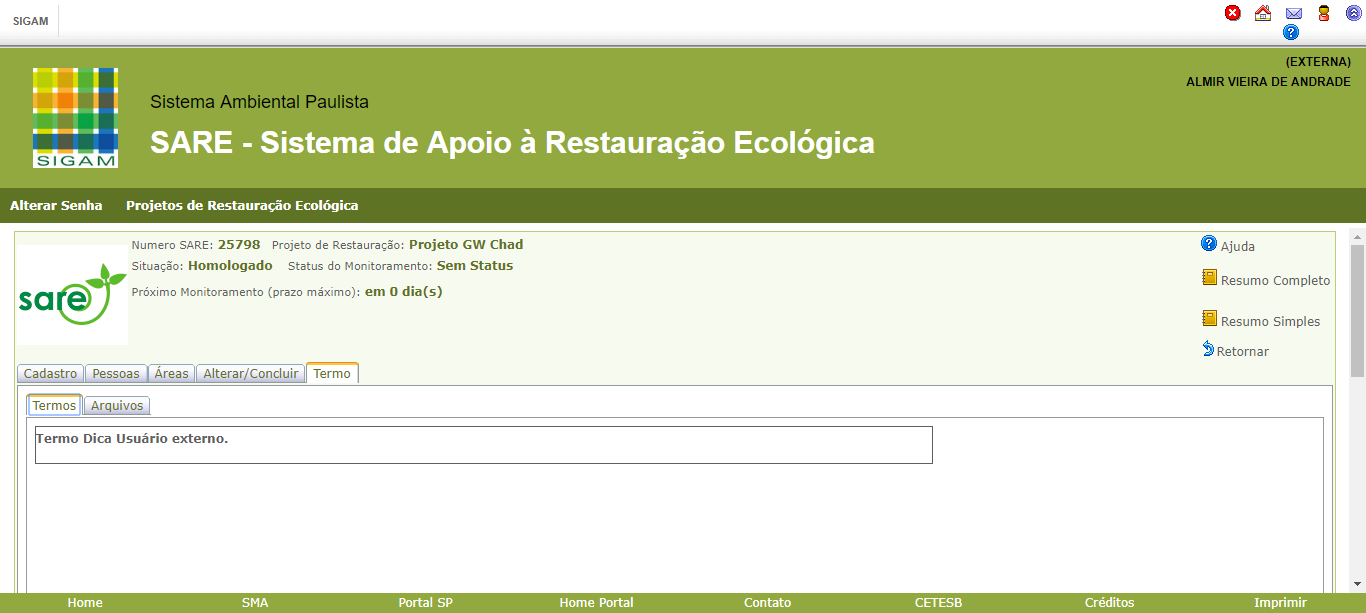 SIGAM
(EXTERNA)
ALMIR VIEIRA DE ANDRADE
SIGAM
Sistema Ambiental Paulista
SARE - Sistema de Apoio à Restauração Ecológica
Alterar Senha Projetos de Restauração Ecológica
sare
Numero SARE: 25798 Projeto de Restauração: Projeto GW Chad
Situação: Homologado Status do Monitoramento: Sem Status
Próximo Monitoramento (prazo máximo): em 0 dia(s)
Ajuda
Resumo Completo
Resumo Simples
Retornar
Cadastro Pessoas Áreas Alterar/Concluir Termo
Termos Arquivos
Termo Dica Usuário externo.
Home SMA Portal SP Home Portal Contato CETESB Créditos Imprimir